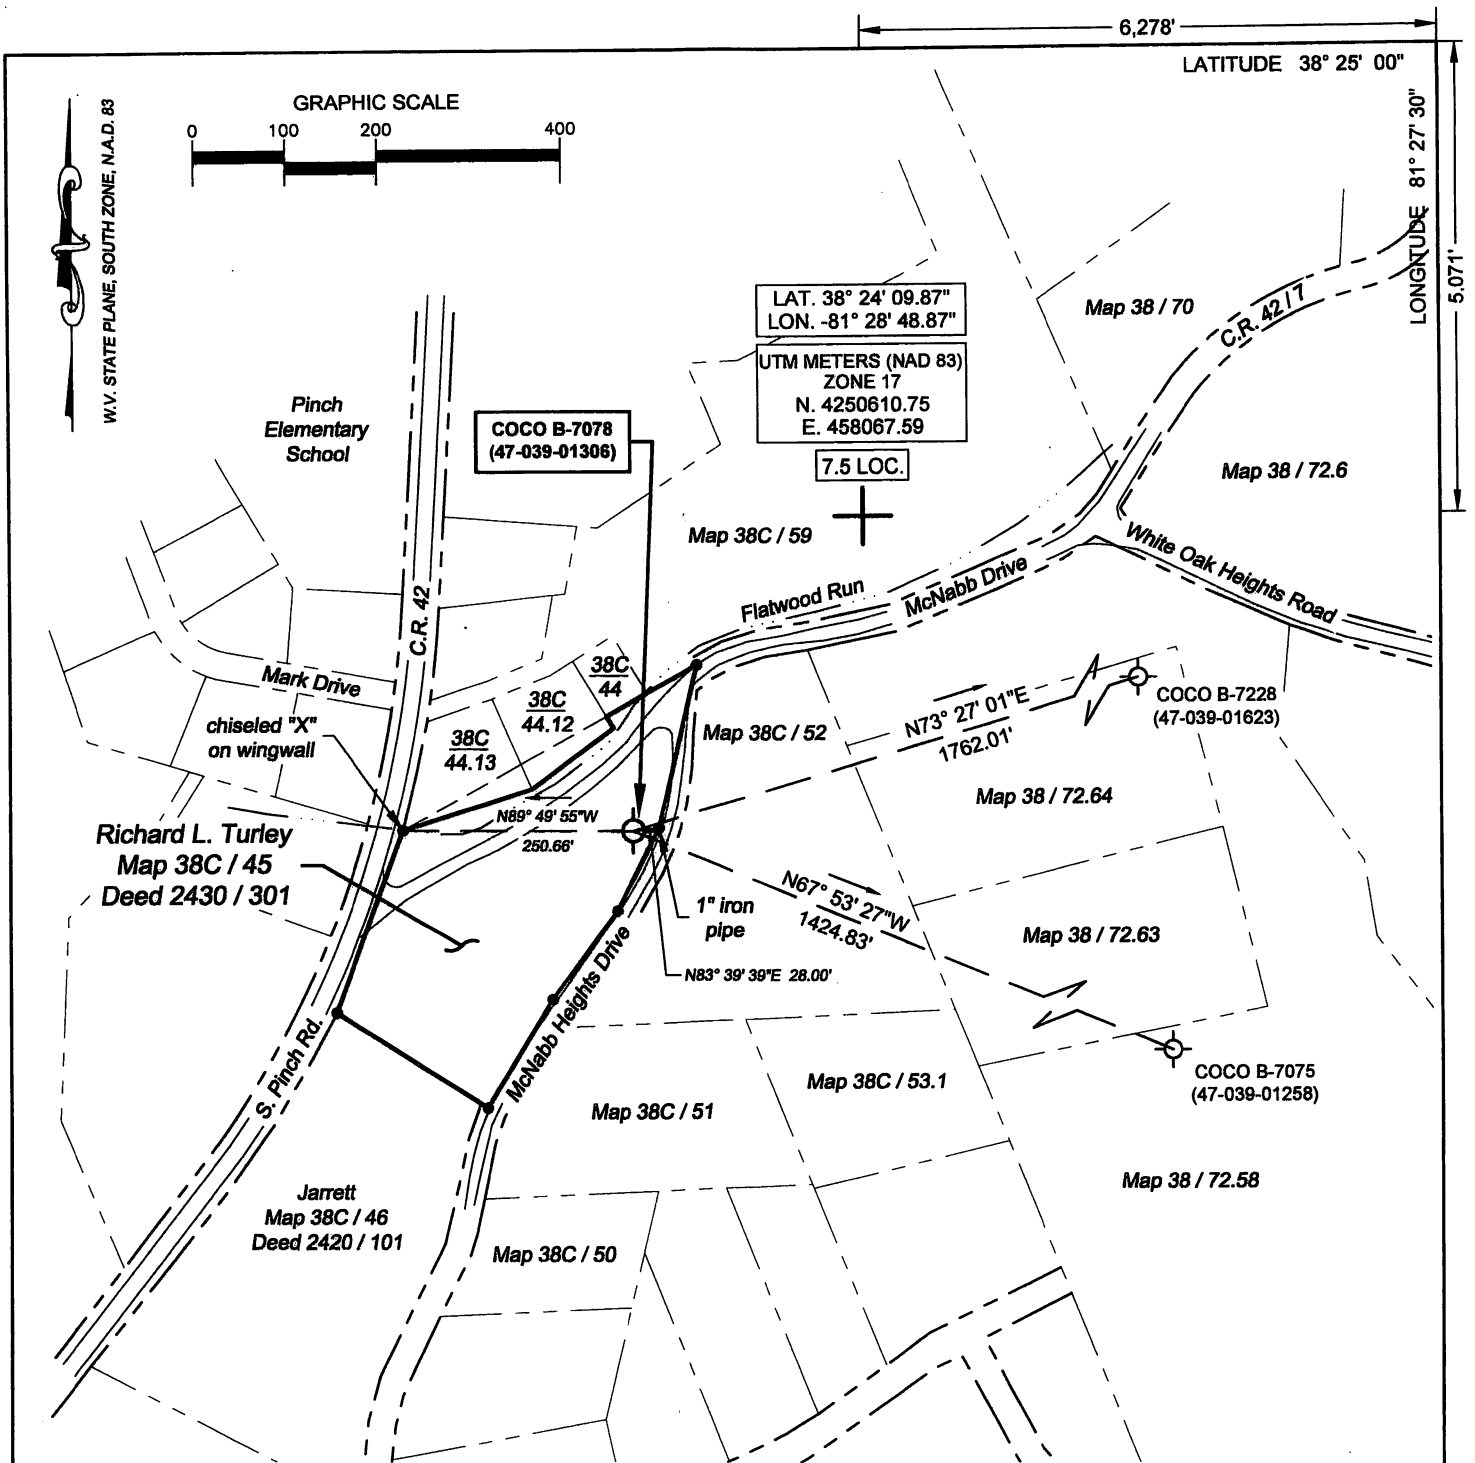 6,278'
LATITUDE 38° 25' 00"
LONGITUDE 81° 27' 30"
5,071'
GRAPHIC SCALE
0 100 200 400
W.V. STATE PLANE, SOUTH ZONE, N.A.D. 83
LAT. 38° 24' 09.87"
LON. -81° 28' 48.87"
UTM METERS (NAD 83)
ZONE 17
N. 4250610.75
E. 458067.59
7.5 LOC.
Map 38 / 70
C.R. 42 / 7
Pinch
Elementary
School
COCO B-7078
(47-039-01306)
Map 38 / 72.6
Map 38C / 59
White Oak Heights Road
Flatwood Run
McNabb Drive
C.R. 42
Mark Drive
38C
44
38C
44.12
38C
44.13
chiseled "X"
on wingwall
Map 38C / 52
N73° 27' 01"E
1762.01'
COCO B-7228
(47-039-01623)
Map 38 / 72.64
N89° 49' 55"W
250.66'
Richard L. Turley
Map 38C / 45
Deed 2430 / 301
N67° 53' 27"W
1424.83'
1" iron
pipe
Map 38 / 72.63
N83° 39' 39"E 28.00'
McNabb Heights Drive
S. Pinch Rd.
COCO B-7075
(47-039-01258)
Map 38C / 53.1
Map 38C / 51
Map 38 / 72.58
Jarrett
Map 38C / 46
Deed 2420 / 101
Map 38C / 50